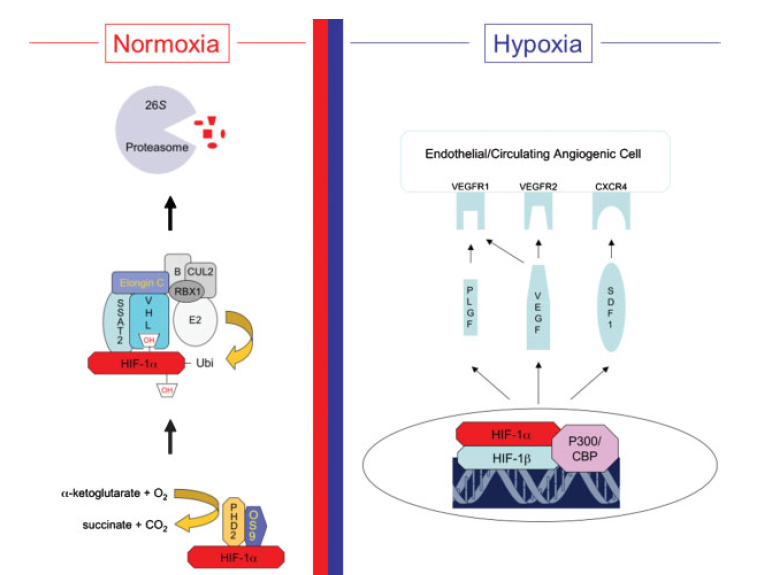 Normoxia
26S
Proteasome
B
CUL2
Elongin C
RBX1
SSAT2
VHL
E2
OH
HIF-1α
Ubi
OH
α-ketoglutarate + O2
succinate + CO2
PHD2
OS9
HIF-1α
Hypoxia
Endothelial/Circulating Angiogenic Cell
VEGFR1
VEGFR2
CXCR4
PLGF
VEGF
SDF1
HIF-1α
HIF-1β
P300/
CBP